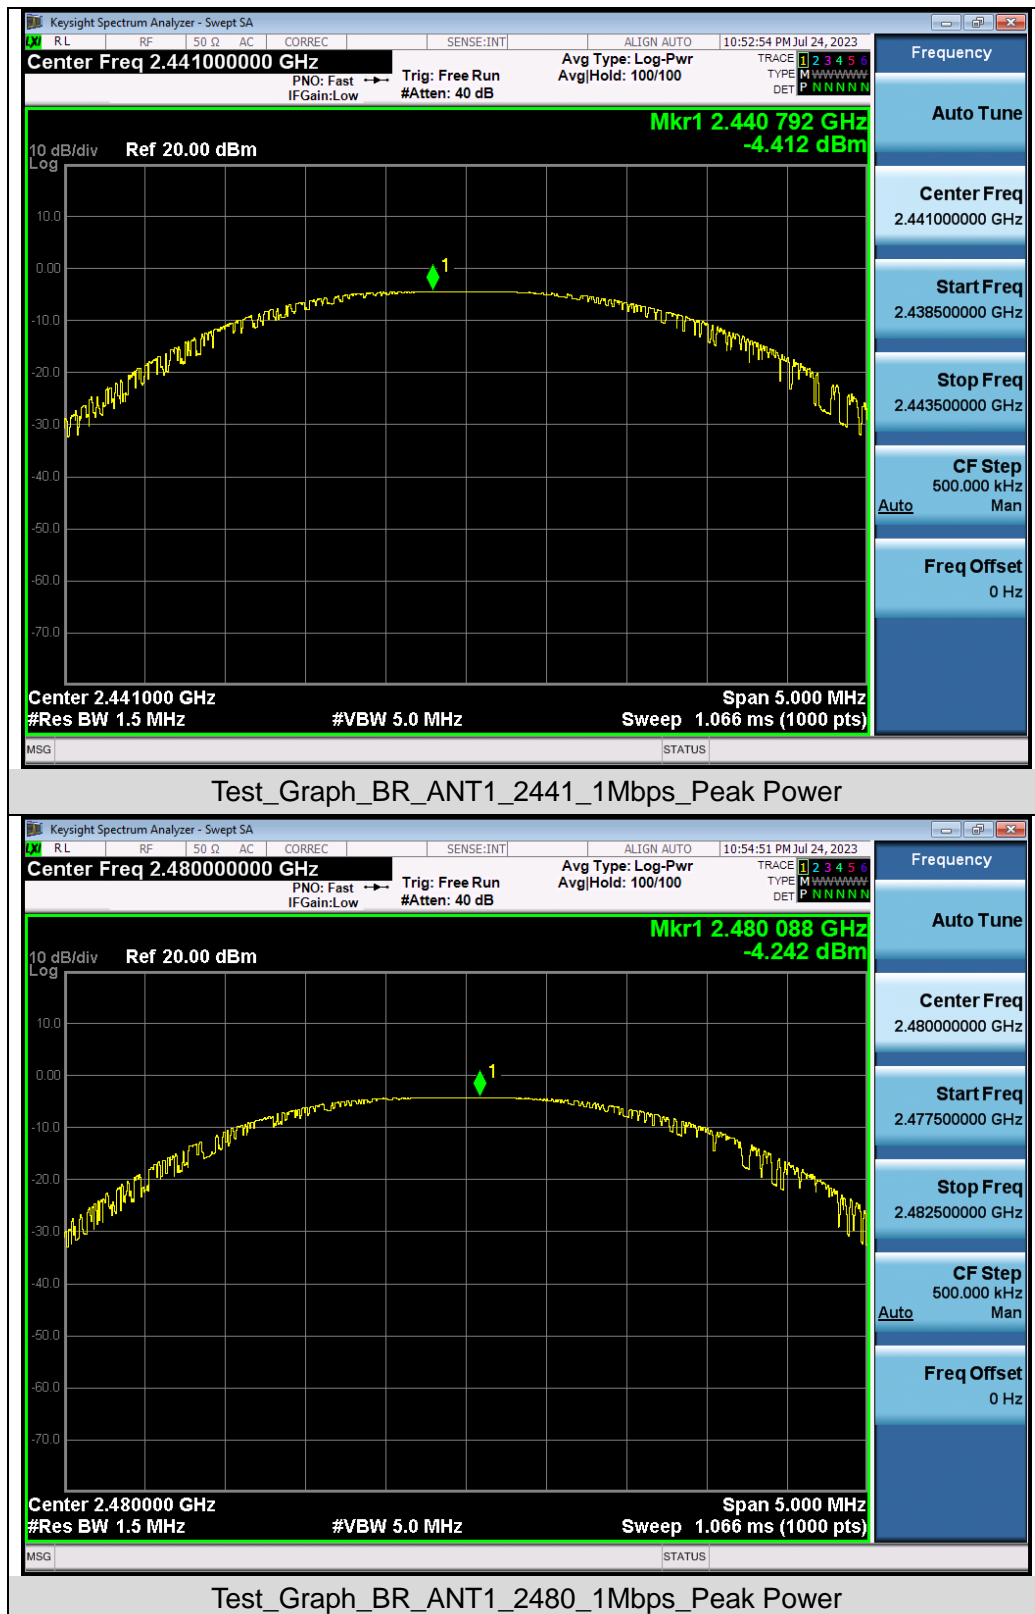 Keysight Spectrum Analyzer - Swept SA
LXI RL RF 50 Ω AC CORREC SENSE:INT ALIGN AUTO 10:52:54 PM Jul 24, 2023
Center Freq 2.441000000 GHz
PNO: Fast
IFGain:Low
Trig: Free Run
#Atten: 40 dB
Avg Type: Log-Pwr
Avg|Hold: 100/100
TRACE 1 2 3 4 5 6
TYPE M WWWWW
DET P N N N N N
Mkr1 2.440 792 GHz
-4.412 dBm
10 dB/div Ref 20.00 dBm
Log
10.0
0.00
-10.0
-20.0
-30.0
-40.0
-50.0
-60.0
-70.0
1
Center 2.441000 GHz Span 5.000 MHz
#Res BW 1.5 MHz #VBW 5.0 MHz Sweep 1.066 ms (1000 pts)
MSG STATUS
Frequency
Auto Tune
Center Freq
2.441000000 GHz
Start Freq
2.438500000 GHz
Stop Freq
2.443500000 GHz
CF Step
500.000 kHz
Auto Man
Freq Offset
0 Hz
Test_Graph_BR_ANT1_2441_1Mbps_Peak Power
Keysight Spectrum Analyzer - Swept SA
LXI RL RF 50 Ω AC CORREC SENSE:INT ALIGN AUTO 10:54:51 PM Jul 24, 2023
Center Freq 2.480000000 GHz
PNO: Fast
IFGain:Low
Trig: Free Run
#Atten: 40 dB
Avg Type: Log-Pwr
Avg|Hold: 100/100
TRACE 1 2 3 4 5 6
TYPE M WWWWW
DET P N N N N N
Mkr1 2.480 088 GHz
-4.242 dBm
10 dB/div Ref 20.00 dBm
Log
10.0
0.00
-10.0
-20.0
-30.0
-40.0
-50.0
-60.0
-70.0
1
Center 2.480000 GHz Span 5.000 MHz
#Res BW 1.5 MHz #VBW 5.0 MHz Sweep 1.066 ms (1000 pts)
MSG STATUS
Frequency
Auto Tune
Center Freq
2.480000000 GHz
Start Freq
2.477500000 GHz
Stop Freq
2.482500000 GHz
CF Step
500.000 kHz
Auto Man
Freq Offset
0 Hz
Test_Graph_BR_ANT1_2480_1Mbps_Peak Power